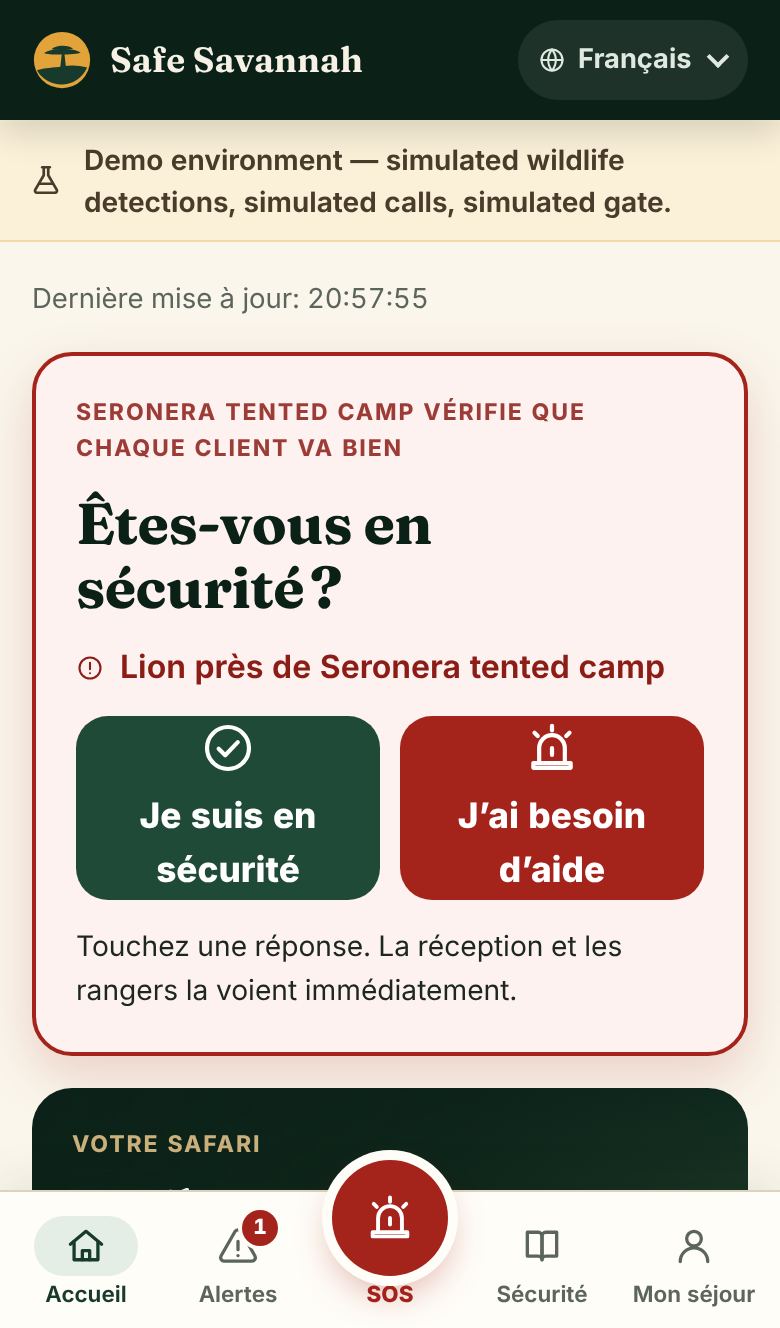 Safe Savannah
Français
Demo environment — simulated wildlife
detections, simulated calls, simulated gate.
Dernière mise à jour: 20:57:55
SERONERA TENTED CAMP VÉRIFIE QUE
CHAQUE CLIENT VA BIEN
Êtes-vous en
sécurité ?
Lion près de Seronera tented camp
Je suis en
sécurité
J’ai besoin
d’aide
Touchez une réponse. La réception et les
rangers la voient immédiatement.
VOTRE SAFARI
1
Accueil
Alertes
SOS
Sécurité
Mon séjour